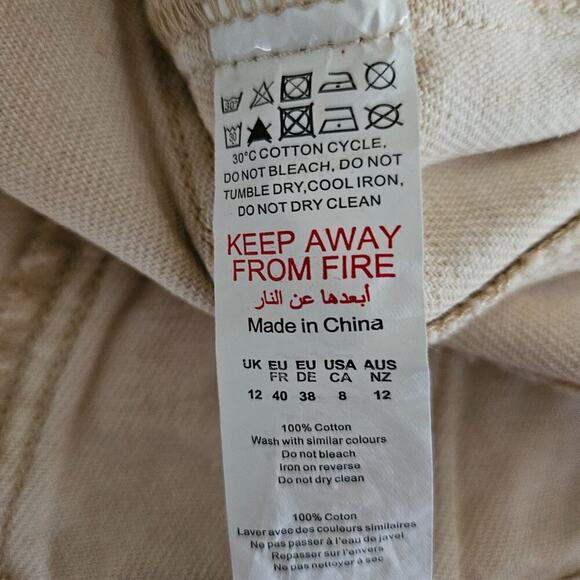 30°
30
30°C COTTON CYCLE,
DO NOT BLEACH, DO NOT
TUMBLE DRY, COOL IRON,
DO NOT DRY CLEAN
KEEP AWAY
FROM FIRE
أبعدها عن النار
Made in China
UK EU EU USA AUS
FR DE CA NZ
12 40 38 8 12
100% Cotton
Wash with similar colours
Do not bleach
Iron on reverse
Do not dry clean
100% Coton
Laver avec des couleurs similaires
Ne pas passer à l'eau de javel
Repasser sur l'envers
Ne pas nettoyer à sec